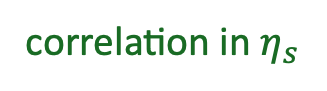 correlation in ηₛ